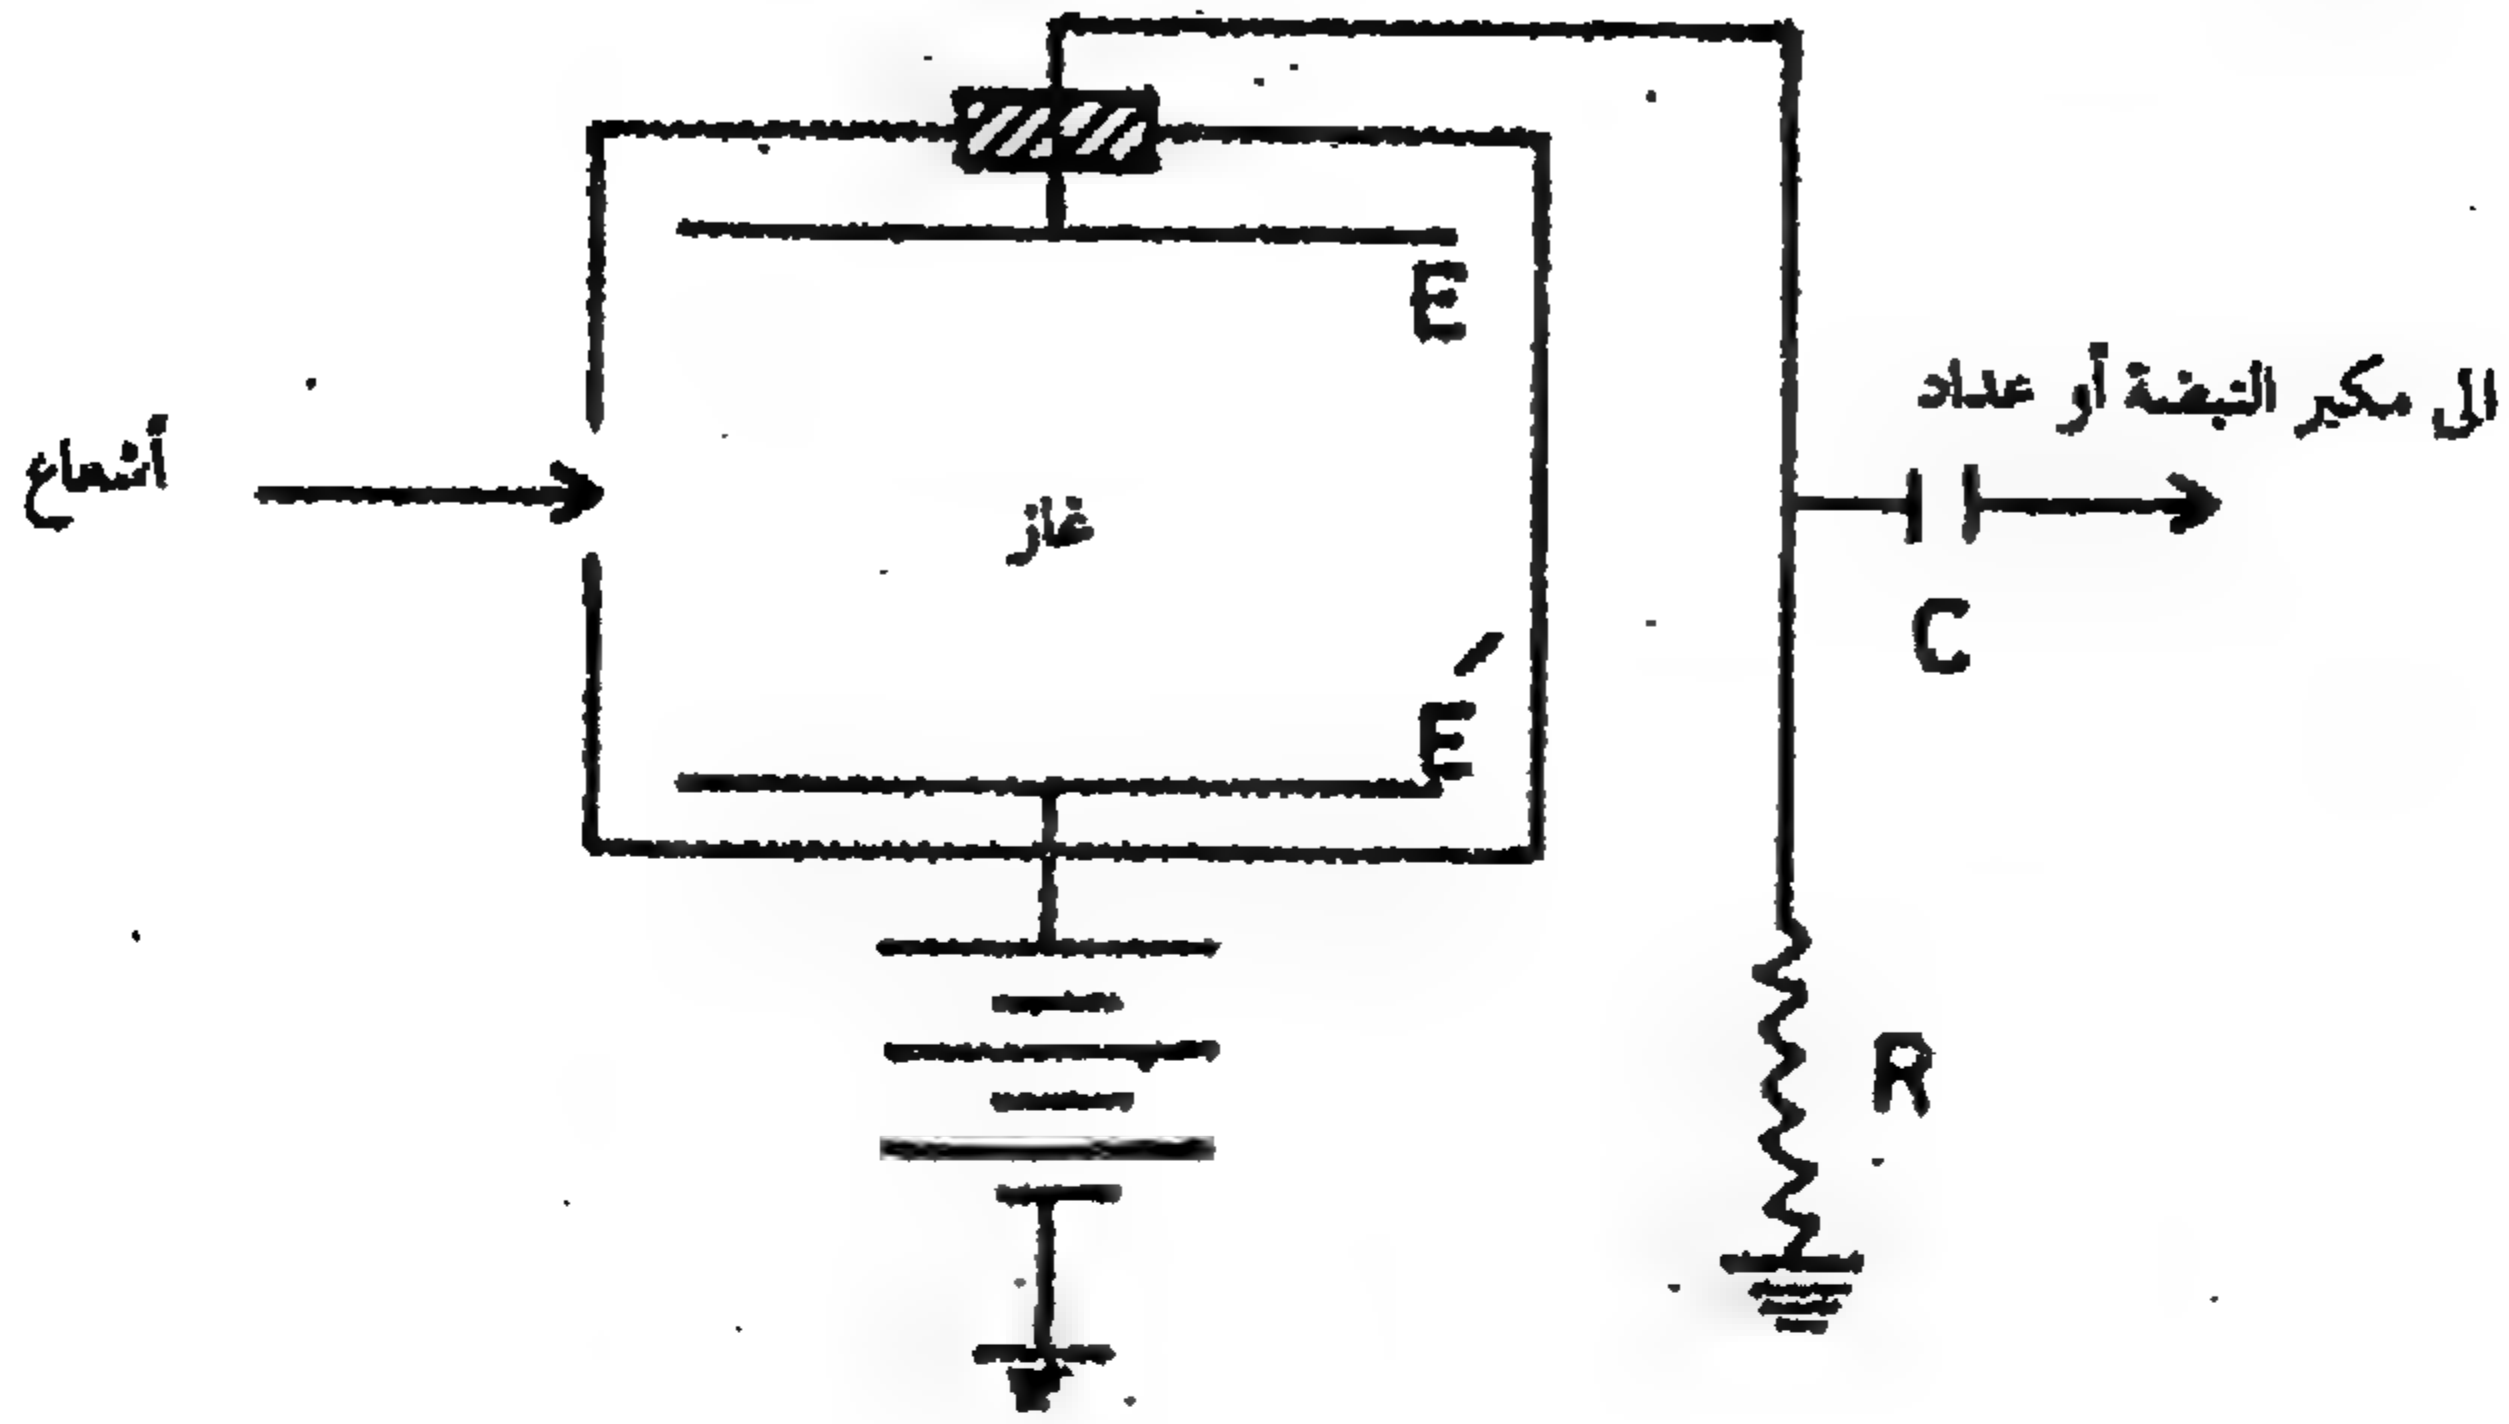 E
الى مكبر النبضة أو عداد
أشعاع
غاز
C
E′
R